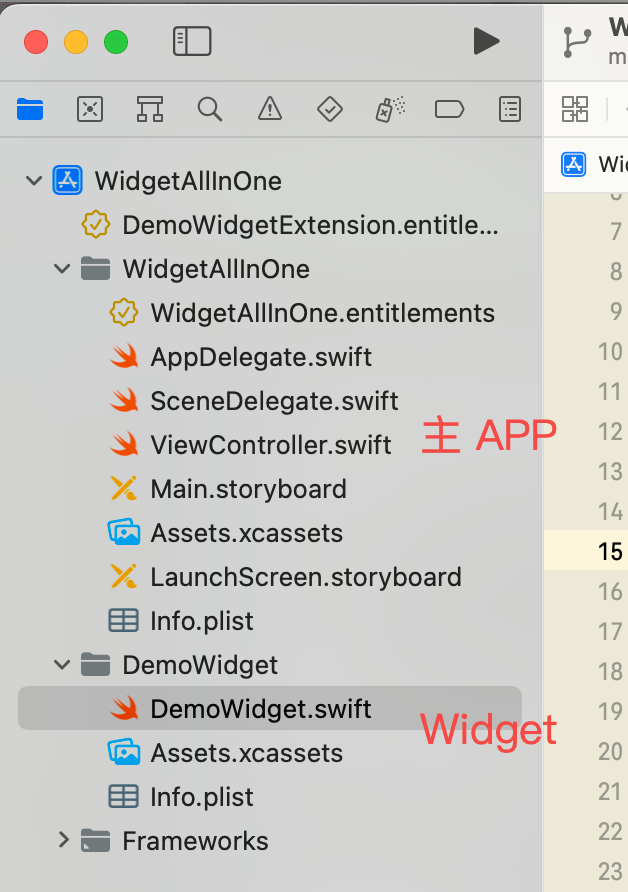 W
m
Wid
WidgetAllInOne
DemoWidgetExtension.entitle...
WidgetAllInOne
WidgetAllInOne.entitlements
AppDelegate.swift
SceneDelegate.swift
ViewController.swift
主 APP
Main.storyboard
Assets.xcassets
LaunchScreen.storyboard
Info.plist
DemoWidget
DemoWidget.swift
Widget
Assets.xcassets
Info.plist
Frameworks
7
8
9
10
11
12
13
14
15
16
17
18
19
20
21
22
23